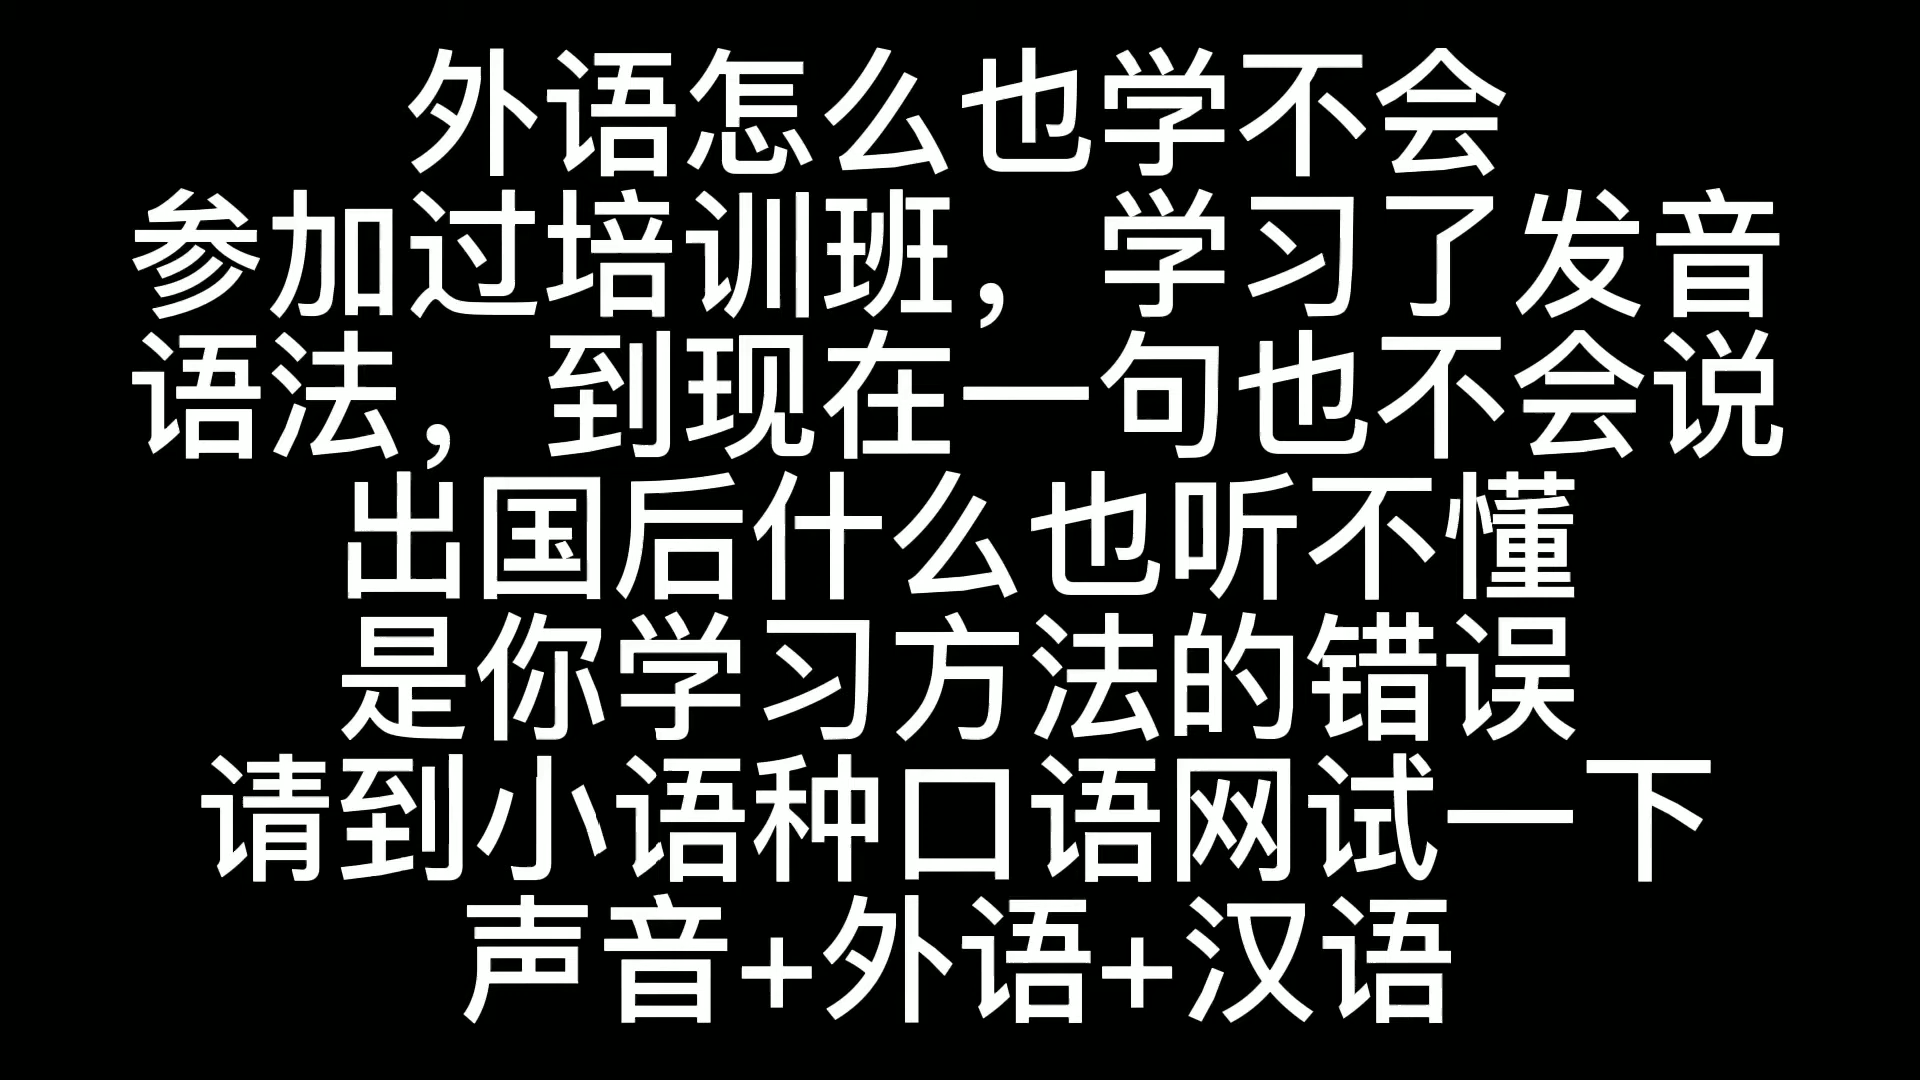 外语怎么也学不会
参加过培训班，学习了发音
语法，到现在一句也不会说
出国后什么也听不懂
是你学习方法的错误
请到小语种口语网试一下
声音+外语+汉语